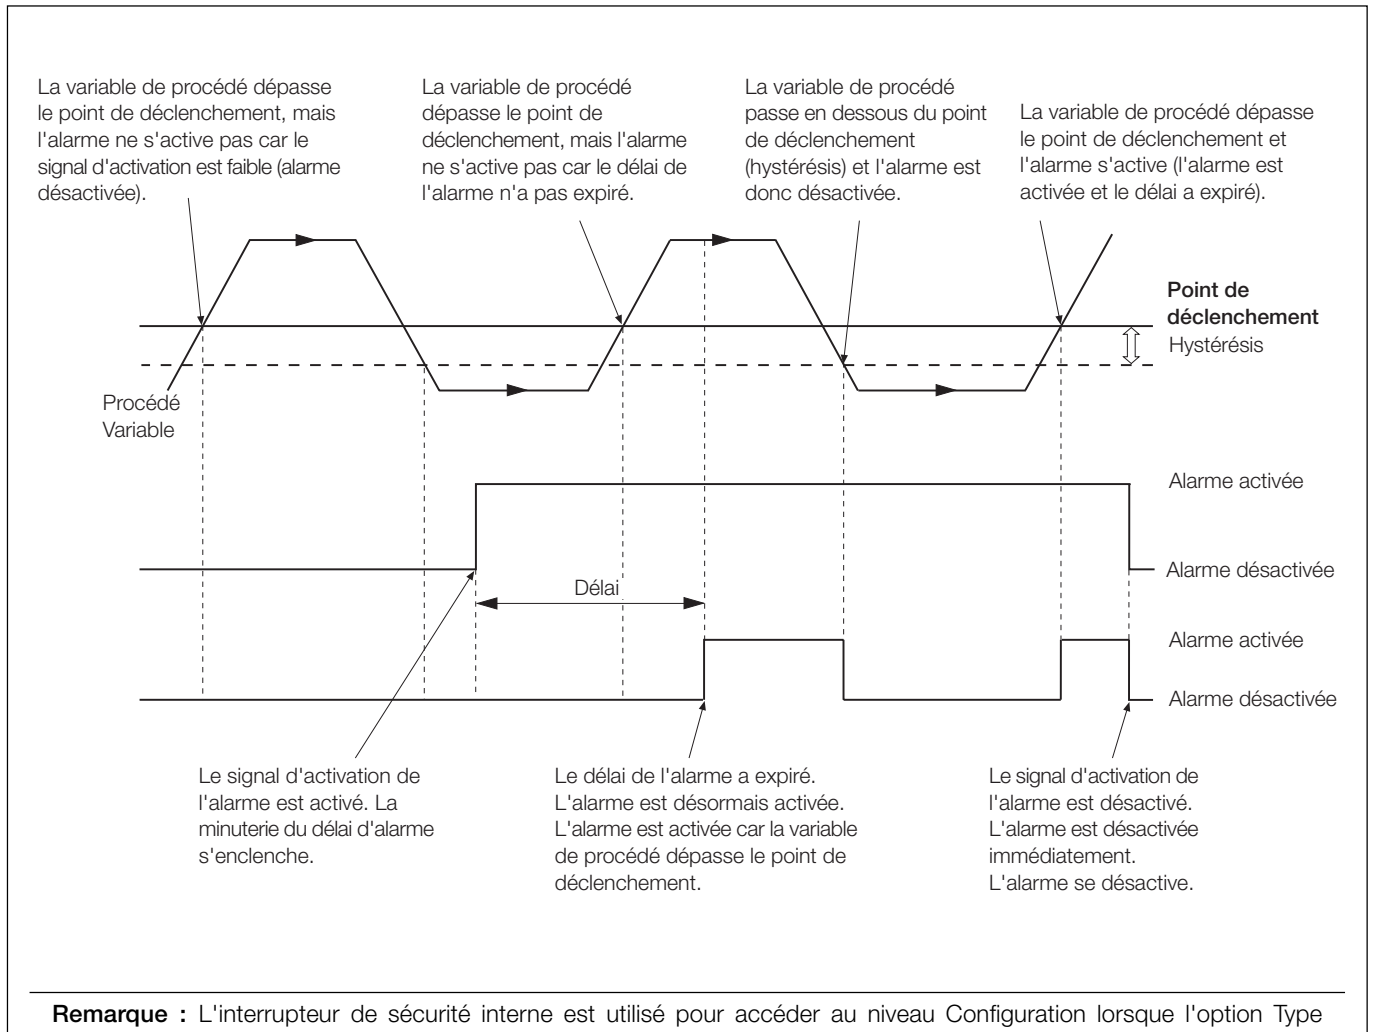 La variable de procédé dépasse
le point de déclenchement, mais
l'alarme ne s'active pas car le
signal d'activation est faible (alarme
désactivée).
La variable de procédé
dépasse le point de
déclenchement, mais l'alarme
ne s'active pas car le délai de
l'alarme n'a pas expiré.
La variable de procédé
passe en dessous du point
de déclenchement
(hystérésis) et l'alarme est
donc désactivée.
La variable de procédé dépasse
le point de déclenchement et
l'alarme s'active (l'alarme est
activée et le délai a expiré).
Point de
déclenchement
Hystérésis
Procédé
Variable
Alarme activée
Alarme désactivée
Délai
Alarme activée
Alarme désactivée
Le signal d'activation de
l'alarme est activé. La
minuterie du délai d'alarme
s'enclenche.
Le délai de l'alarme a expiré.
L'alarme est désormais activée.
L'alarme est activée car la variable
de procédé dépasse le point de
déclenchement.
Le signal d'activation de
l'alarme est désactivé.
L'alarme est désactivée
immédiatement.
L'alarme se désactive.
Remarque : L'interrupteur de sécurité interne est utilisé pour accéder au niveau Configuration lorsque l'option Type